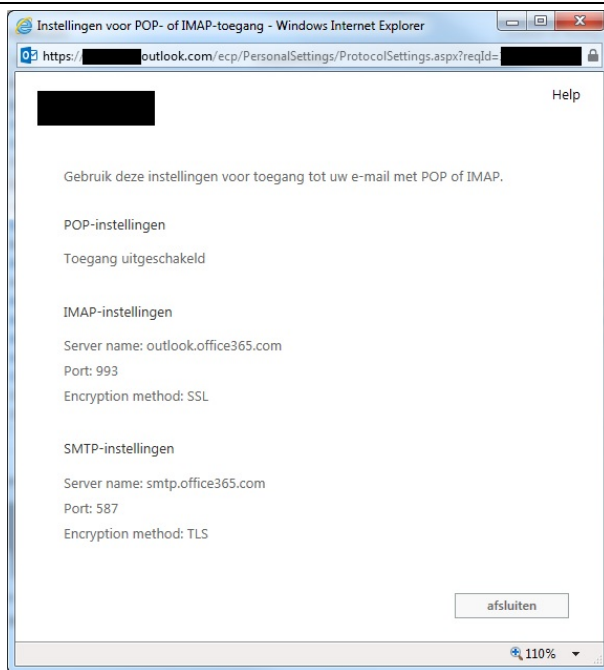 Instellingen voor POP- of IMAP-toegang - Windows Internet Explorer
https://
outlook.com/ecp/PersonalSettings/ProtocolSettings.aspx?reqId=
Help
Gebruik deze instellingen voor toegang tot uw e-mail met POP of IMAP.
POP-instellingen
Toegang uitgeschakeld
IMAP-instellingen
Server name: outlook.office365.com
Port: 993
Encryption method: SSL
SMTP-instellingen
Server name: smtp.office365.com
Port: 587
Encryption method: TLS
afsluiten
110%